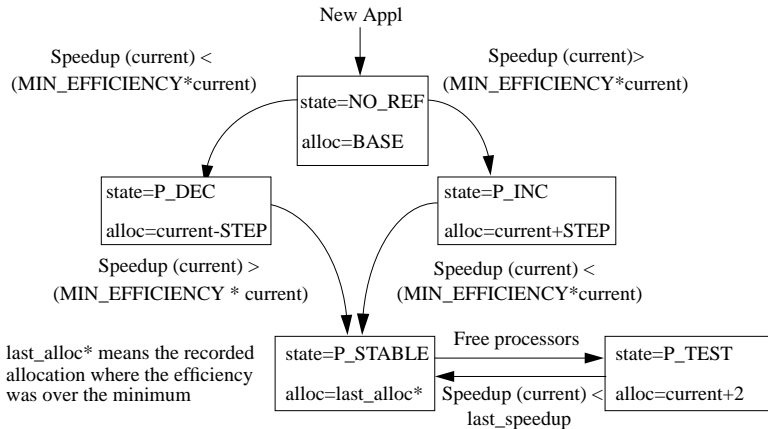 New Appl
Speedup (current) <
(MIN_EFFICIENCY*current)
Speedup (current)>
(MIN_EFFICIENCY*current)
state=NO_REF
alloc=BASE
state=P_DEC
alloc=current-STEP
state=P_INC
alloc=current+STEP
Speedup (current) >
(MIN_EFFICIENCY * current)
Speedup (current) <
(MIN_EFFICIENCY*current)
last_alloc* means the recorded
allocation where the efficiency
was over the minimum
state=P_STABLE
alloc=last_alloc*
Free processors
Speedup (current) <
last_speedup
state=P_TEST
alloc=current+2